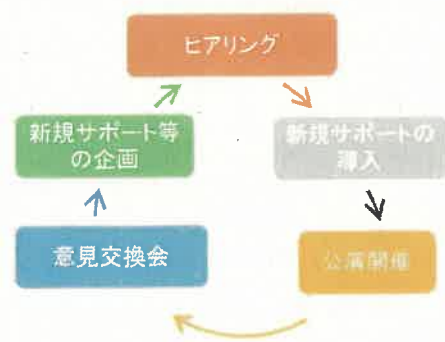 ヒアリング
新規サポート等
の企画
新規サポートの
導入
意見交換会
公演開催